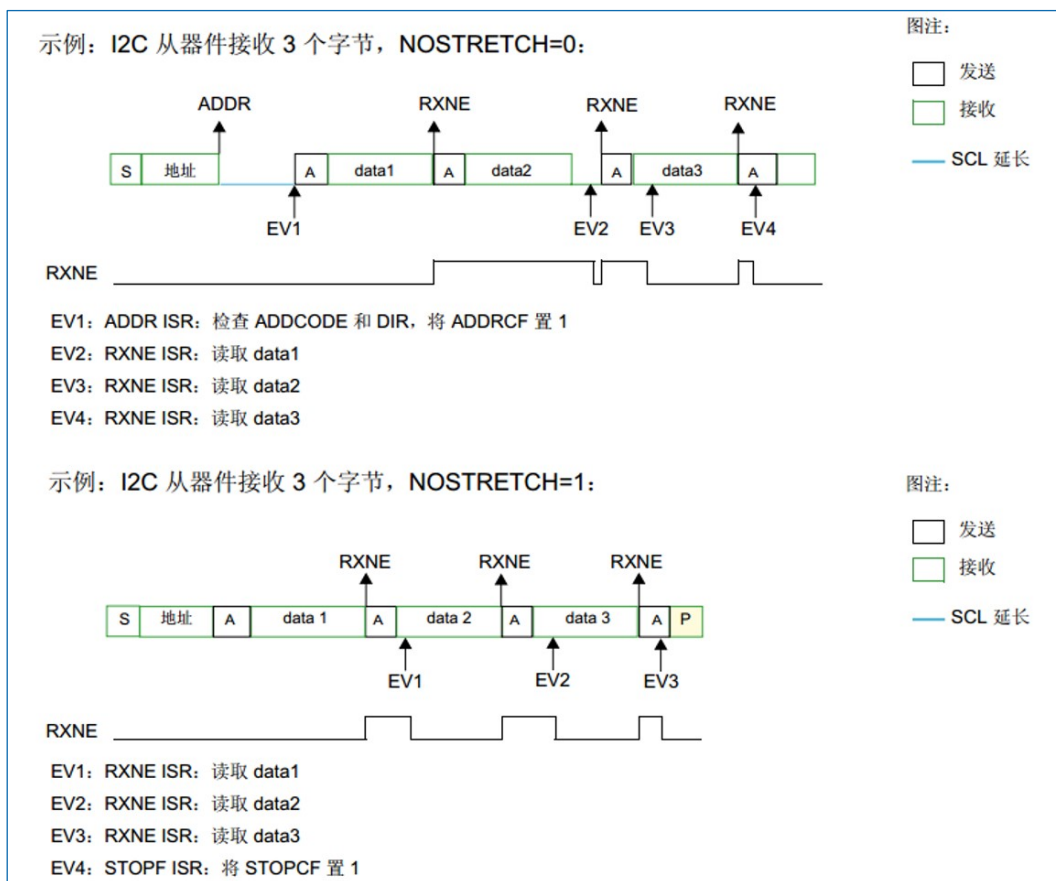 示例：I2C 从器件接收 3 个字节，NOSTRETCH=0：
图注：
发送
接收
SCL 延长
ADDR RXNE RXNE RXNE
S 地址 A data1 A data2 A data3 A
EV1 EV2 EV3 EV4
RXNE
EV1：ADDR ISR：检查 ADDCODE 和 DIR，将 ADDRCF 置 1
EV2：RXNE ISR：读取 data1
EV3：RXNE ISR：读取 data2
EV4：RXNE ISR：读取 data3
示例：I2C 从器件接收 3 个字节，NOSTRETCH=1：
图注：
发送
接收
SCL 延长
RXNE RXNE RXNE
S 地址 A data 1 A data 2 A data 3 A P
EV1 EV2 EV3
RXNE
EV1：RXNE ISR：读取 data1
EV2：RXNE ISR：读取 data2
EV3：RXNE ISR：读取 data3
EV4：STOPF ISR：将 STOPCF 置 1